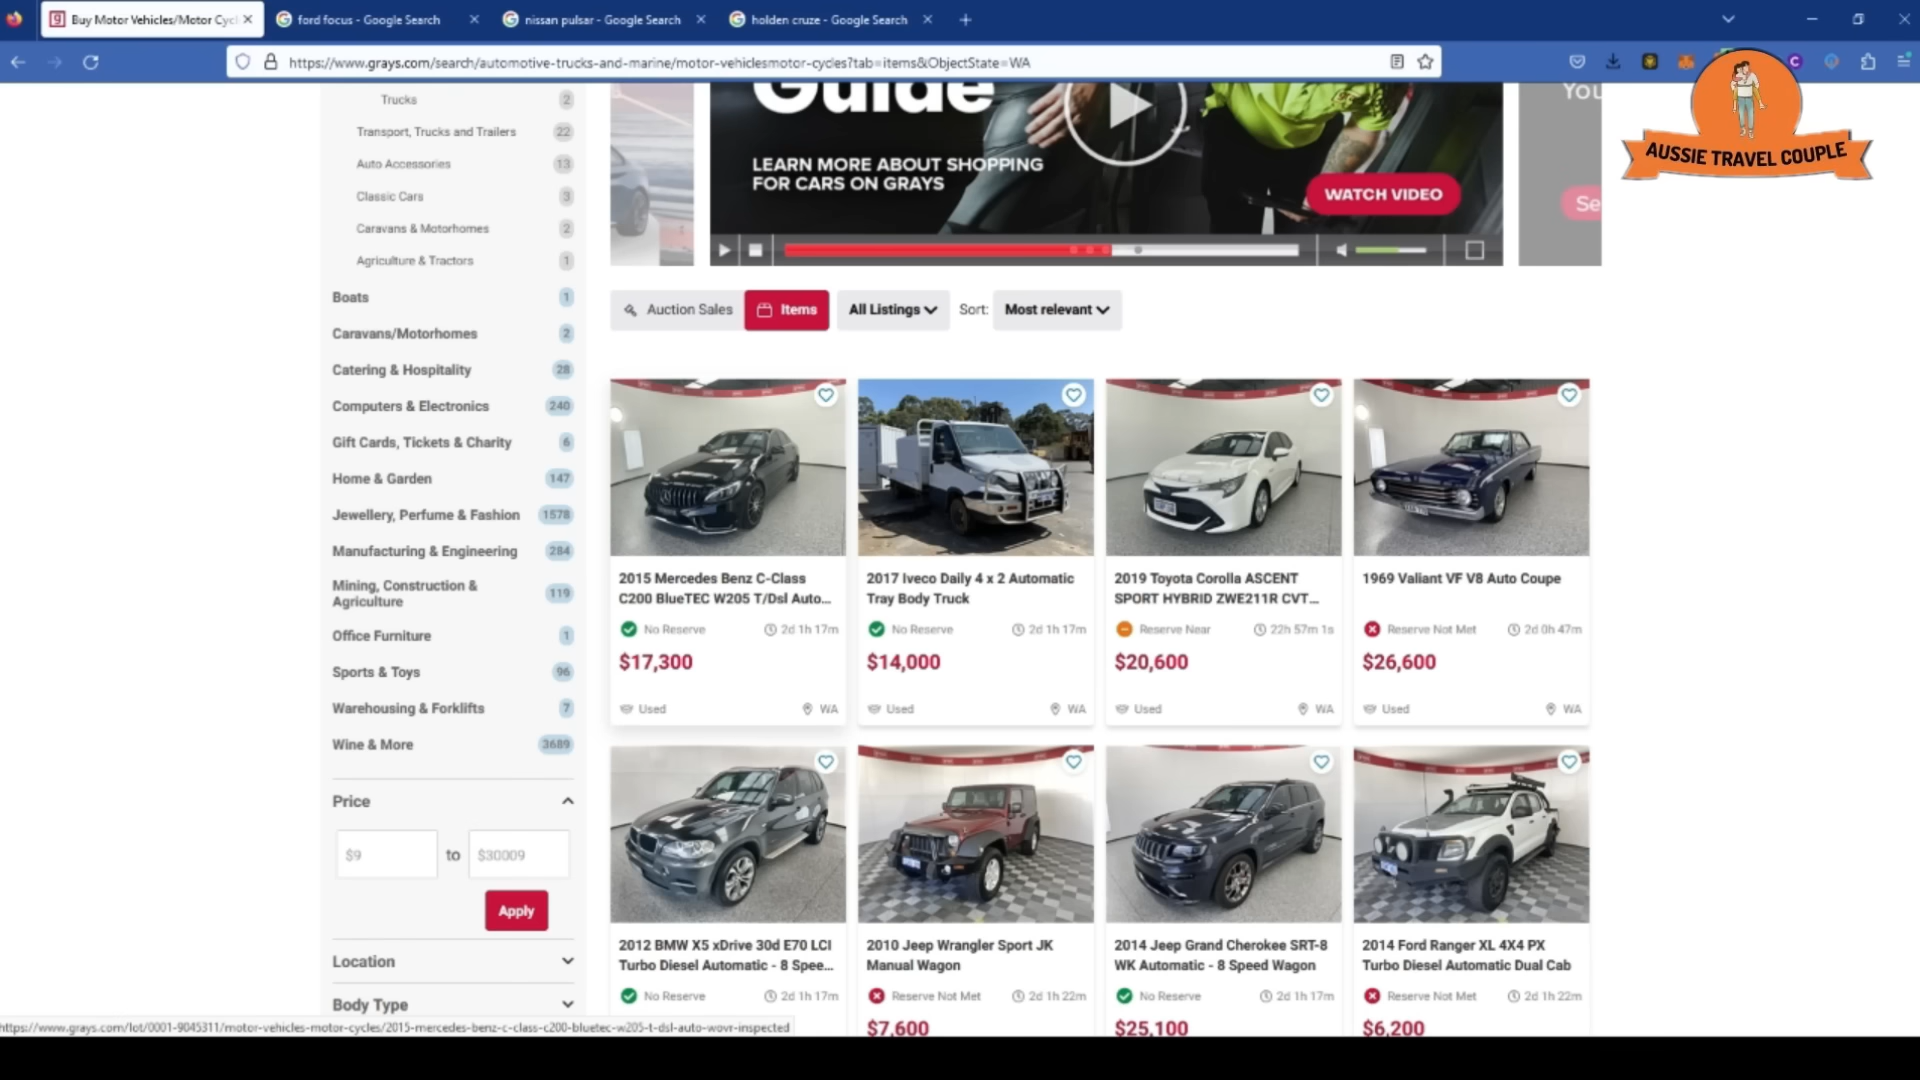 Buy Motor Vehicles/Motor Cycl
ford focus - Google Search
nissan pulsar - Google Search
holden cruze - Google Search
https://www.grays.com/search/automotive-trucks-and-marine/motor-vehiclesmotor-cycles?tab=items&ObjectState=WA
AUSSIE TRAVEL COUPLE
Trucks 2
Transport, Trucks and Trailers 22
Auto Accessories 13
Classic Cars 3
Caravans & Motorhomes 2
Agriculture & Tractors 1
Boats 1
Caravans/Motorhomes 2
Catering & Hospitality 28
Computers & Electronics 240
Gift Cards, Tickets & Charity 6
Home & Garden 147
Jewellery, Perfume & Fashion 1578
Manufacturing & Engineering 284
Mining, Construction &
Agriculture 119
Office Furniture 1
Sports & Toys 96
Warehousing & Forklifts 7
Wine & More 3689
Price
$9 to $30009
Apply
Location
Body Type
Guide
LEARN MORE ABOUT SHOPPING
FOR CARS ON GRAYS
WATCH VIDEO
You
Se
Auction Sales Items All Listings Sort: Most relevant
2015 Mercedes Benz C-Class
C200 BlueTEC W205 T/Dsl Auto...
No Reserve 2d 1h 17m
$17,300
Used WA
2017 Iveco Daily 4 x 2 Automatic
Tray Body Truck
No Reserve 2d 1h 17m
$14,000
Used WA
2019 Toyota Corolla ASCENT
SPORT HYBRID ZWE211R CVT...
Reserve Near 22h 57m 1s
$20,600
Used WA
1969 Valiant VF V8 Auto Coupe
Reserve Not Met 2d 0h 47m
$26,600
Used WA
2012 BMW X5 xDrive 30d E70 LCI
Turbo Diesel Automatic - 8 Spee...
No Reserve 2d 1h 17m
2010 Jeep Wrangler Sport JK
Manual Wagon
Reserve Not Met 2d 1h 22m
$7,600
2014 Jeep Grand Cherokee SRT-8
WK Automatic - 8 Speed Wagon
No Reserve 2d 1h 17m
$25,100
2014 Ford Ranger XL 4X4 PX
Turbo Diesel Automatic Dual Cab
Reserve Not Met 2d 1h 22m
$6,200
https://www.grays.com/lot/0001-9045311/motor-vehicles-motor-cycles/2015-mercedes-benz-c-class-c200-bluetec-w205-t-dsl-auto-wovr-inspected